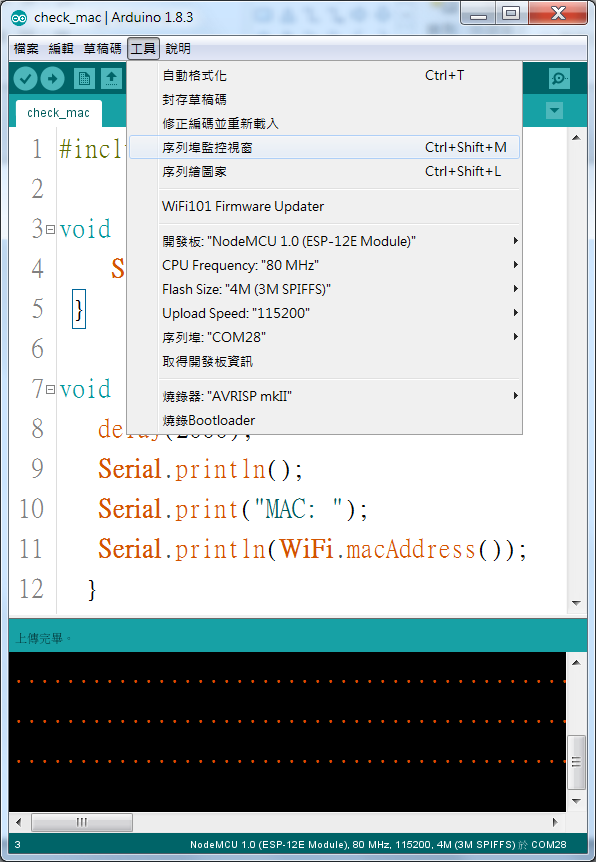 check_mac | Arduino 1.8.3
檔案 編輯 草稿碼 工具 說明
check_mac
自動格式化 Ctrl+T
封存草稿碼
修正編碼並重新載入
序列埠監控視窗 Ctrl+Shift+M
序列繪圖家 Ctrl+Shift+L
WiFi101 Firmware Updater
開發板: "NodeMCU 1.0 (ESP-12E Module)"
CPU Frequency: "80 MHz"
Flash Size: "4M (3M SPIFFS)"
Upload Speed: "115200"
序列埠: "COM28"
取得開發板資訊
燒錄器: "AVRISP mkII"
燒錄Bootloader
1 #incl
2
3 void
4 S
5 }
6
7 void
8 delay(2000);
9 Serial.println();
10 Serial.print("MAC: ");
11 Serial.println(WiFi.macAddress());
12 }
上傳完畢。
3 NodeMCU 1.0 (ESP-12E Module), 80 MHz, 115200, 4M (3M SPIFFS) 於 COM28